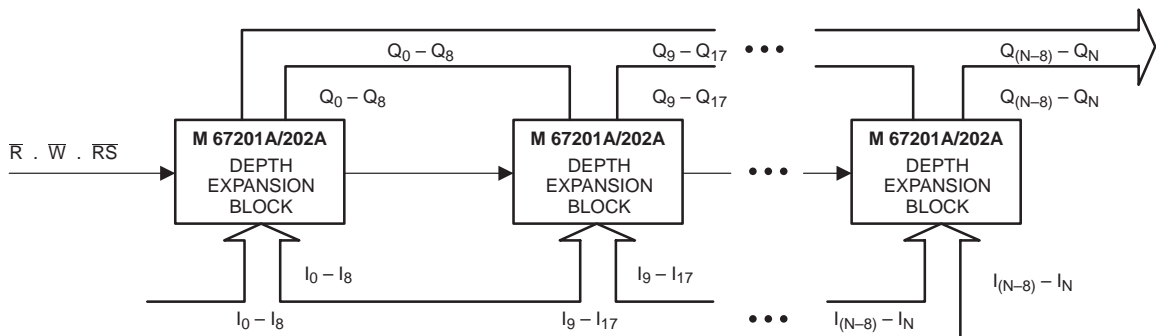 Q₀ – Q₈ Q₉ – Q₁₇ • • • Q₍N–8₎ – Q_N
Q₀ – Q₈ Q₉ – Q₁₇ Q₍N–8₎ – Q_N
M 67201A/202A M 67201A/202A M 67201A/202A
R̅ . W̅ . R̅S̅ DEPTH DEPTH • • • DEPTH
EXPANSION EXPANSION EXPANSION
BLOCK BLOCK BLOCK
I₀ – I₈ I₉ – I₁₇ I₍N–8₎ – I_N
I₀ – I₈ I₉ – I₁₇ • • • I₍N–8₎ – I_N